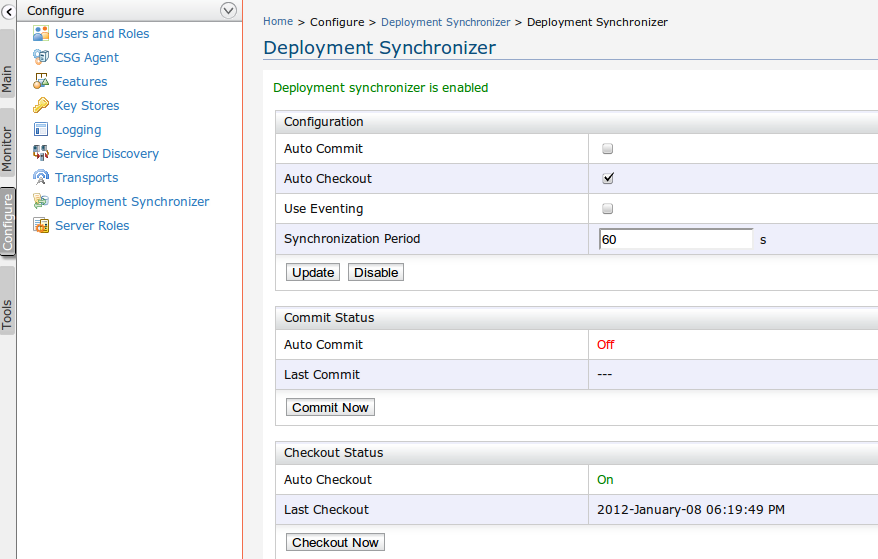 Main
Monitor
Configure
Tools
Configure
Users and Roles
CSG Agent
Features
Key Stores
Logging
Service Discovery
Transports
Deployment Synchronizer
Server Roles
Home > Configure > Deployment Synchronizer > Deployment Synchronizer
Deployment Synchronizer
Deployment synchronizer is enabled
Configuration
Auto Commit
Auto Checkout
Use Eventing
Synchronization Period 60 s
Update Disable
Commit Status
Auto Commit Off
Last Commit ---
Commit Now
Checkout Status
Auto Checkout On
Last Checkout 2012-January-08 06:19:49 PM
Checkout Now